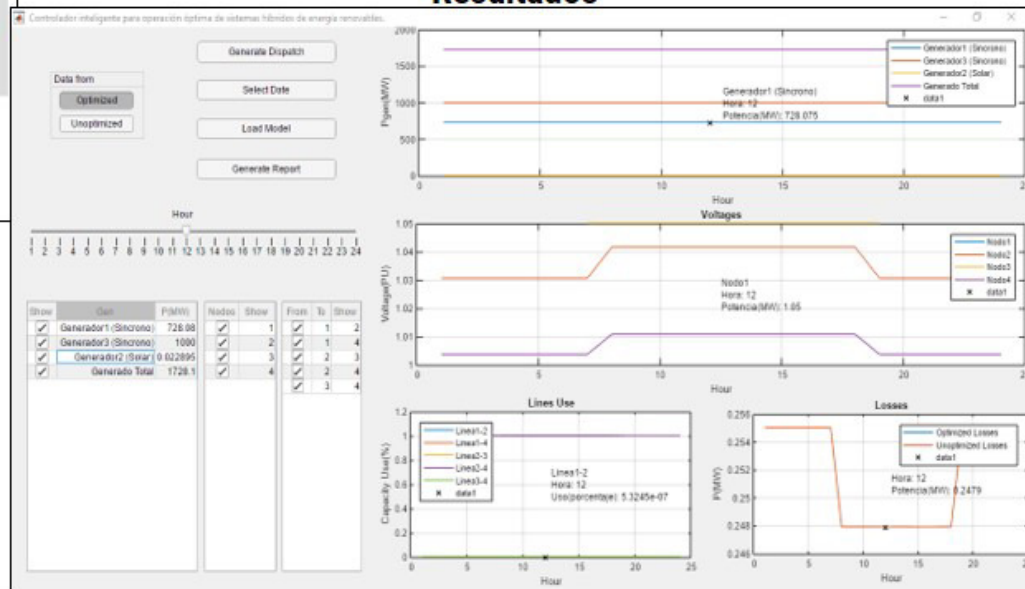 Resultados
Controlador inteligente para operación óptima de sistemas híbridos de energía renovables.
Generate Dispatch
Data from
Optimized
Unoptimized
Select Date
Load Model
Generate Report
Hour
1 2 3 4 5 6 7 8 9 10 11 12 13 14 15 16 17 18 19 20 21 22 23 24
Show Gen P(MW)
Generador1 (Sincrono) 728.08
Generador3 (Sincrono) 1000
Generador2 (Solar) 0.022895
Generado Total 1728.1
Nodos Show
1
2
3
4
From To Show
1 2
1 4
2 3
2 4
3 4
Pgen(MW)
2000
1500
1000
500
0
0 5 10 15 20
Hour
Generador1 (Sincrono)
Generador3 (Sincrono)
Generador2 (Solar)
Generado Total
data1
Generador1 (Sincrono)
Hora: 12
Potencia(MW): 728.075
Voltages
Voltage(PU)
1.05
1.04
1.03
1.02
1.01
1
0 5 10 15 20
Hour
Nodo1
Nodo2
Nodo3
Nodo4
data1
Nodo1
Hora: 12
Potencia(MW): 1.05
Lines Use
Capacity Use(%)
1.2
1
0.8
0.6
0.4
0.2
0
0 5 10 15 20 25
Hour
Linea1-2
Linea1-4
Linea2-3
Linea2-4
Linea3-4
data1
Linea1-2
Hora: 12
Uso(porcentaje): 5.3245e-07
Losses
P(MW)
0.256
0.254
0.252
0.25
0.248
0.246
0 5 10 15 20
Hour
Optimized Losses
Unoptimized Losses
data1
Hora: 12
Potencia(MW): 0.2479